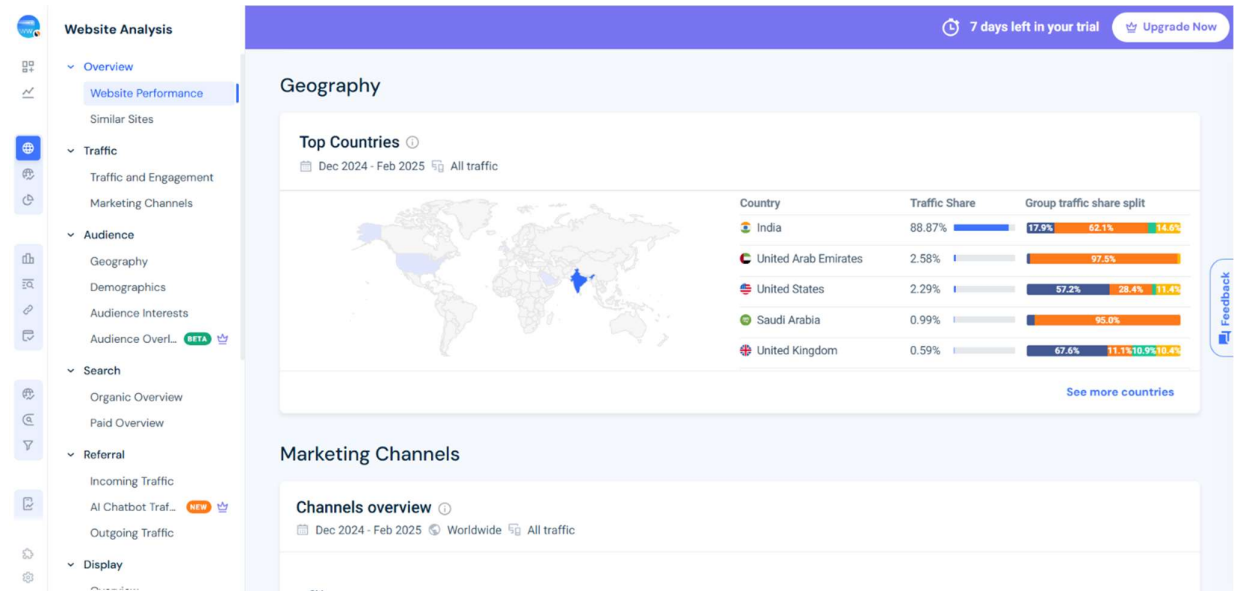 Website Analysis
7 days left in your trial
Upgrade Now
Overview
Website Performance
Similar Sites
Traffic
Traffic and Engagement
Marketing Channels
Audience
Geography
Demographics
Audience Interests
Audience Overl... BETA
Search
Organic Overview
Paid Overview
Referral
Incoming Traffic
AI Chatbot Traf... NEW
Outgoing Traffic
Display
Geography
Top Countries
Dec 2024 - Feb 2025 All traffic
Country Traffic Share Group traffic share split
India 88.87% 17.9% 62.1% 14.6%
United Arab Emirates 2.58% 97.5%
United States 2.29% 57.2% 28.4% 11.4%
Saudi Arabia 0.99% 95.0%
United Kingdom 0.59% 67.6% 11.1% 10.9% 10.4%
See more countries
Marketing Channels
Channels overview
Dec 2024 - Feb 2025 Worldwide All traffic
Feedback